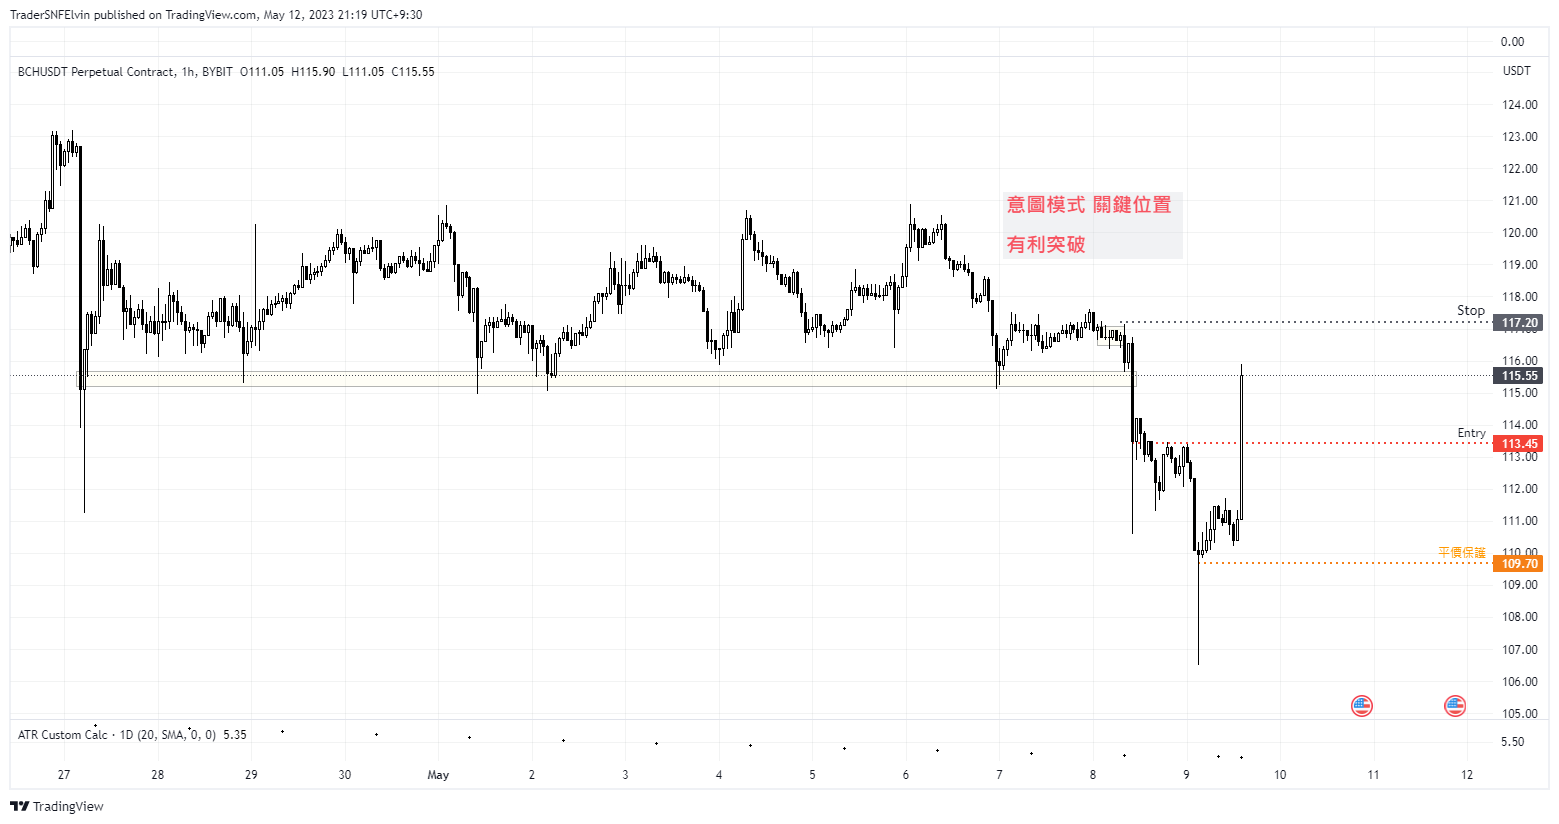 TraderSNFElvin published on TradingView.com, May 12, 2023 21:19 UTC+9:30
0.00
BCHUSDT Perpetual Contract, 1h, BYBIT O111.05 H115.90 L111.05 C115.55
USDT
124.00
123.00
122.00
121.00
意圖模式 關鍵位置
120.00
有利突破
119.00
118.00
Stop
117.20
116.00
115.55
115.00
114.00
Entry
113.45
113.00
112.00
111.00
110.00
平價保護
109.70
109.00
108.00
107.00
106.00
105.00
ATR Custom Calc · 1D (20, SMA, 0, 0) 5.35
5.50
27 28 29 30 May 2 3 4 5 6 7 8 9 10 11 12
TradingView